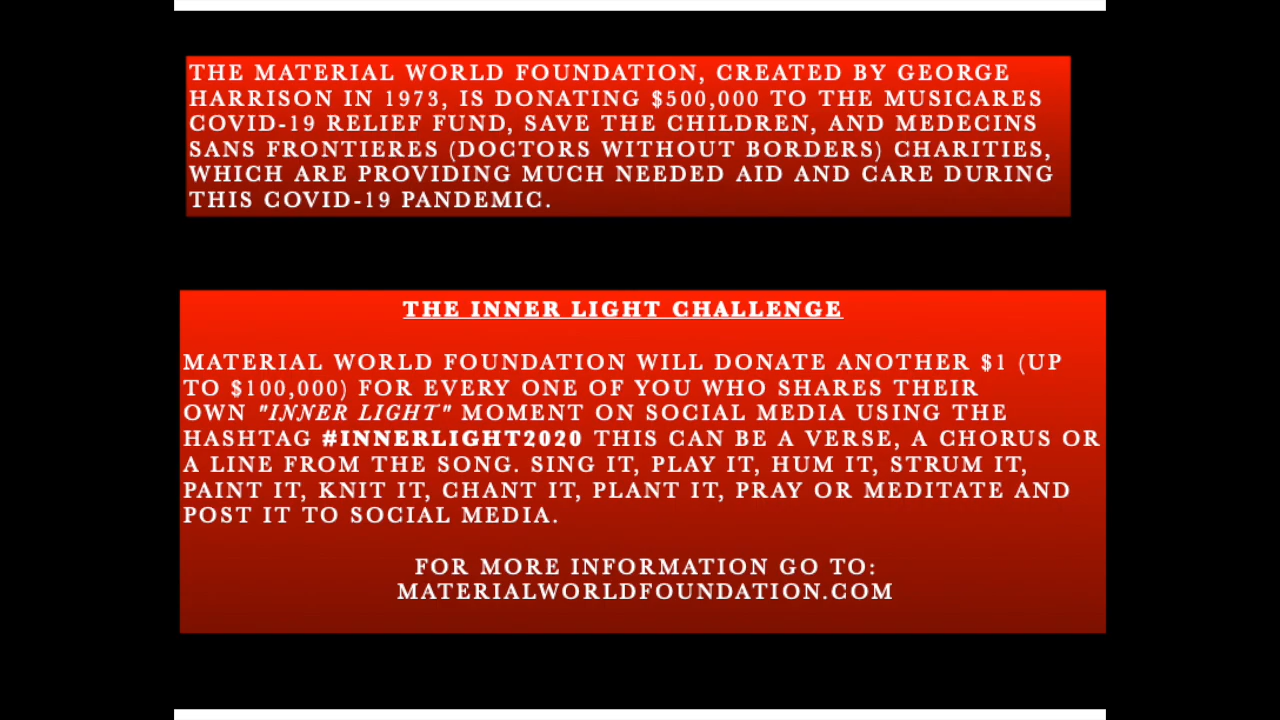 THE MATERIAL WORLD FOUNDATION, CREATED BY GEORGE
HARRISON IN 1973, IS DONATING $500,000 TO THE MUSICARES
COVID-19 RELIEF FUND, SAVE THE CHILDREN, AND MEDECINS
SANS FRONTIERES (DOCTORS WITHOUT BORDERS) CHARITIES,
WHICH ARE PROVIDING MUCH NEEDED AID AND CARE DURING
THIS COVID-19 PANDEMIC.
THE INNER LIGHT CHALLENGE
MATERIAL WORLD FOUNDATION WILL DONATE ANOTHER $1 (UP
TO $100,000) FOR EVERY ONE OF YOU WHO SHARES THEIR
OWN "INNER LIGHT" MOMENT ON SOCIAL MEDIA USING THE
HASHTAG #INNERLIGHT2020 THIS CAN BE A VERSE, A CHORUS OR
A LINE FROM THE SONG. SING IT, PLAY IT, HUM IT, STRUM IT,
PAINT IT, KNIT IT, CHANT IT, PLANT IT, PRAY OR MEDITATE AND
POST IT TO SOCIAL MEDIA.
FOR MORE INFORMATION GO TO:
MATERIALWORLDFOUNDATION.COM